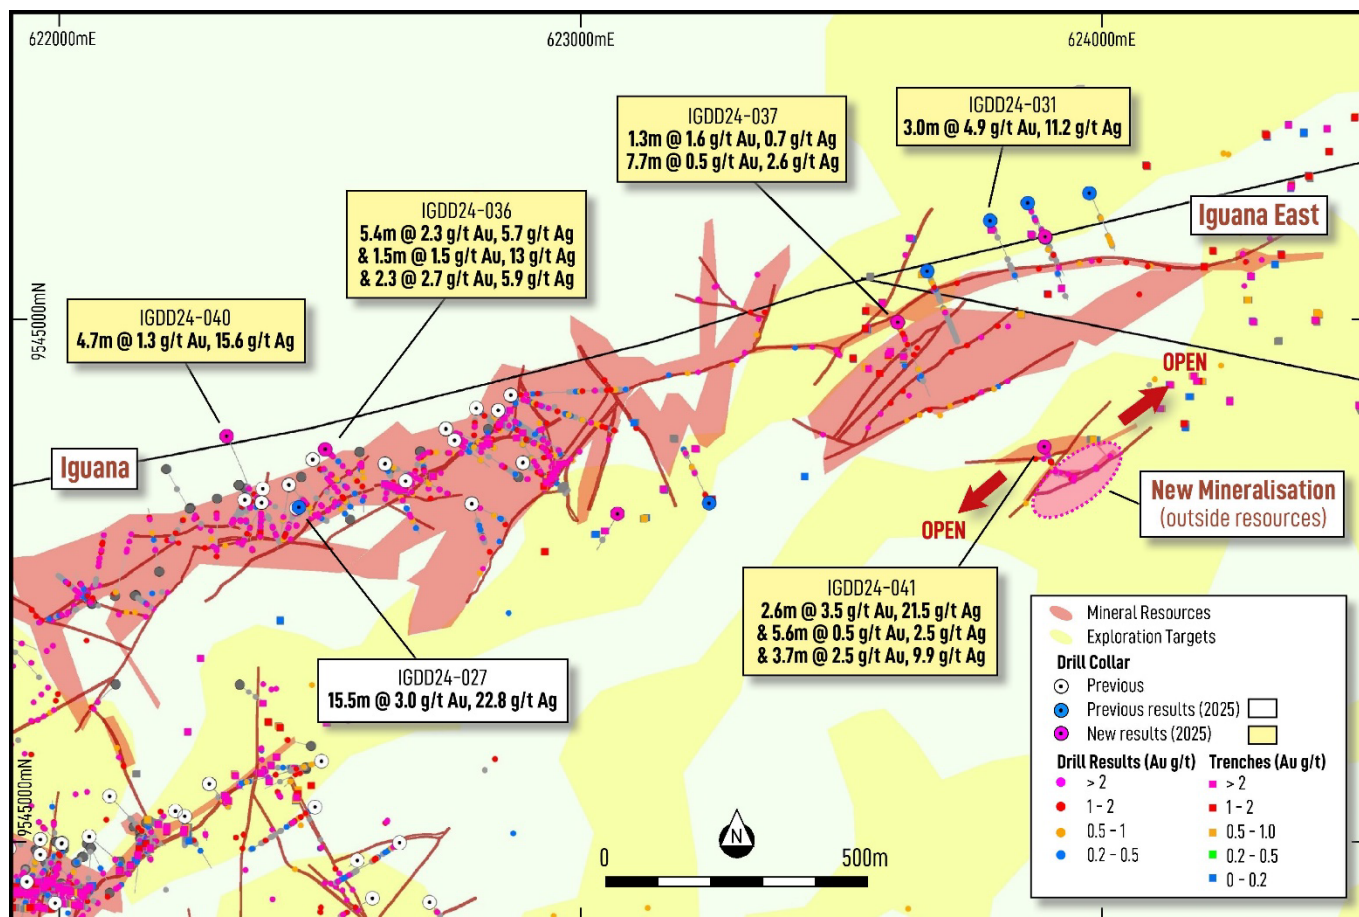 622000mE
623000mE
624000mE
IGDD24-037
1.3m @ 1.6 g/t Au, 0.7 g/t Ag
7.7m @ 0.5 g/t Au, 2.6 g/t Ag
IGDD24-031
3.0m @ 4.9 g/t Au, 11.2 g/t Ag
IGDD24-036
5.4m @ 2.3 g/t Au, 5.7 g/t Ag
& 1.5m @ 1.5 g/t Au, 13 g/t Ag
& 2.3 @ 2.7 g/t Au, 5.9 g/t Ag
Iguana East
9545000mN
IGDD24-040
4.7m @ 1.3 g/t Au, 15.6 g/t Ag
OPEN
Iguana
New Mineralisation
(outside resources)
OPEN
IGDD24-041
2.6m @ 3.5 g/t Au, 21.5 g/t Ag
& 5.6m @ 0.5 g/t Au, 2.5 g/t Ag
& 3.7m @ 2.5 g/t Au, 9.9 g/t Ag
IGDD24-027
15.5m @ 3.0 g/t Au, 22.8 g/t Ag
9545000mN
N
0 500m
Mineral Resources
Exploration Targets
Drill Collar
Previous
Previous results (2025)
New results (2025)
Drill Results (Au g/t) Trenches (Au g/t)
> 2 > 2
1 - 2 1 - 2
0.5 - 1 0.5 - 1.0
0.2 - 0.5 0.2 - 0.5
0 - 0.2